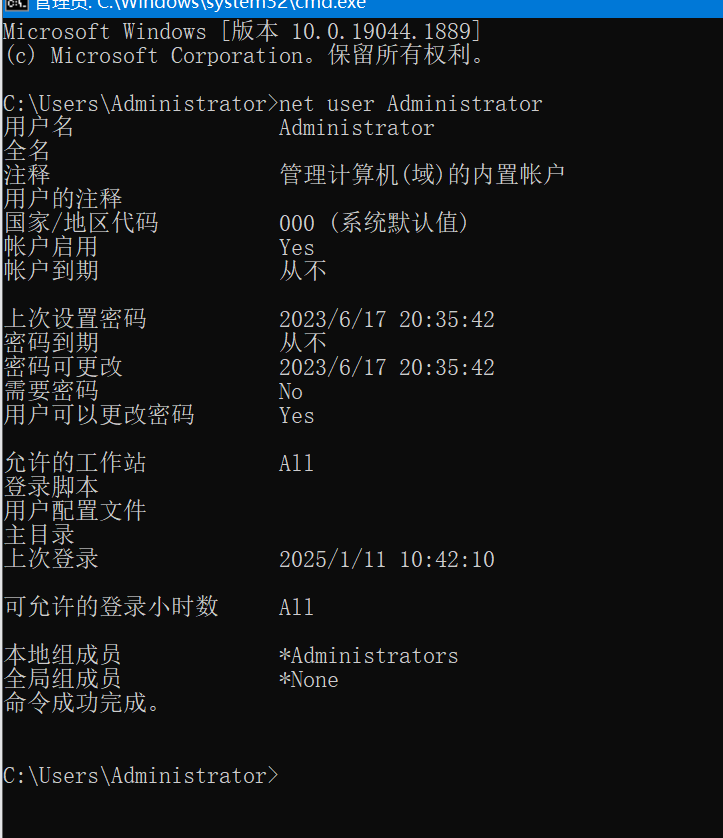 管理员: C:\Windows\system32\cmd.exe
Microsoft Windows [版本 10.0.19044.1889]
(c) Microsoft Corporation。保留所有权利。
C:\Users\Administrator>net user Administrator
用户名 Administrator
全名
注释 管理计算机(域)的内置帐户
用户的注释
国家/地区代码 000 (系统默认值)
帐户启用 Yes
帐户到期 从不
上次设置密码 2023/6/17 20:35:42
密码到期 从不
密码可更改 2023/6/17 20:35:42
需要密码 No
用户可以更改密码 Yes
允许的工作站 All
登录脚本
用户配置文件
主目录
上次登录 2025/1/11 10:42:10
可允许的登录小时数 All
本地组成员 *Administrators
全局组成员 *None
命令成功完成。
C:\Users\Administrator>